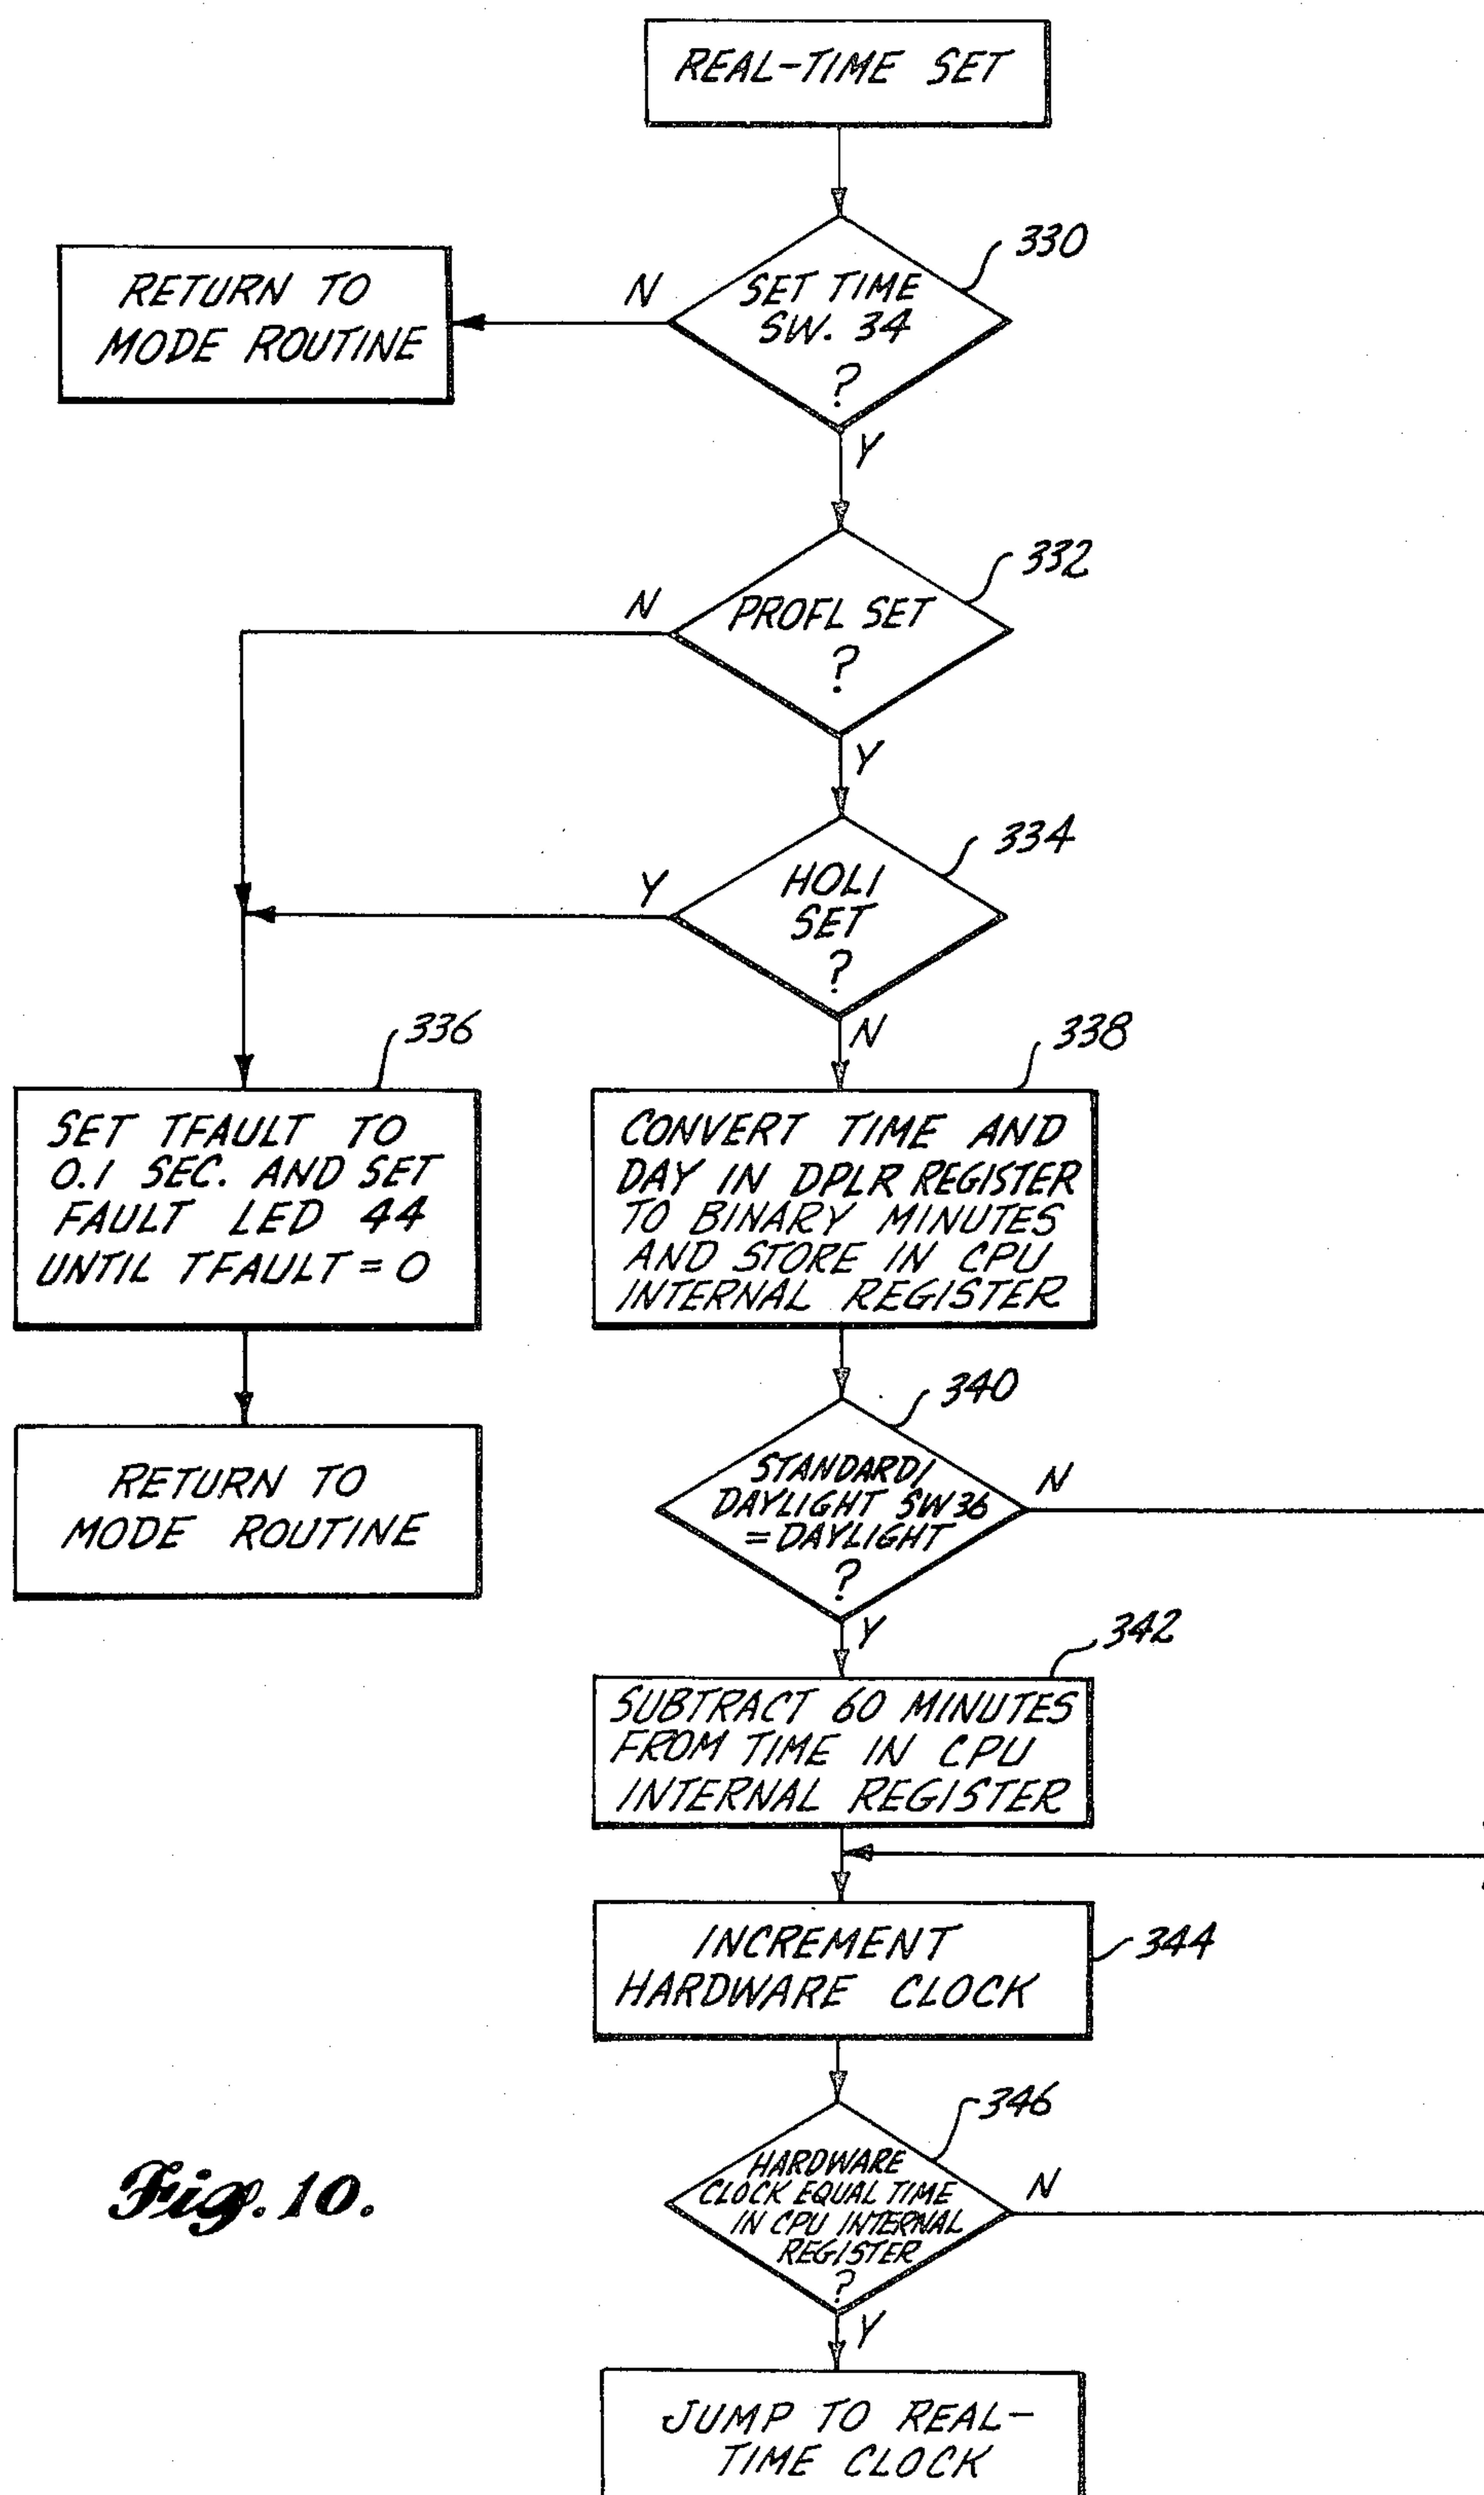 REAL-TIME SET
330
SET TIME
SW. 34
?
N
RETURN TO
MODE ROUTINE
Y
332
PROFL SET
?
N
Y
334
HOLI
SET
?
Y
N
336
SET TFAULT TO
0.1 SEC. AND SET
FAULT LED 44
UNTIL TFAULT = 0
RETURN TO
MODE ROUTINE
338
CONVERT TIME AND
DAY IN DPLR REGISTER
TO BINARY MINUTES
AND STORE IN CPU
INTERNAL REGISTER
340
STANDARD/
DAYLIGHT SW36
=DAYLIGHT
?
N
Y
342
SUBTRACT 60 MINUTES
FROM TIME IN CPU
INTERNAL REGISTER
INCREMENT
HARDWARE CLOCK
344
346
HARDWARE
CLOCK EQUAL TIME
IN CPU INTERNAL
REGISTER
?
N
Y
JUMP TO REAL-
TIME CLOCK
Fig. 10.